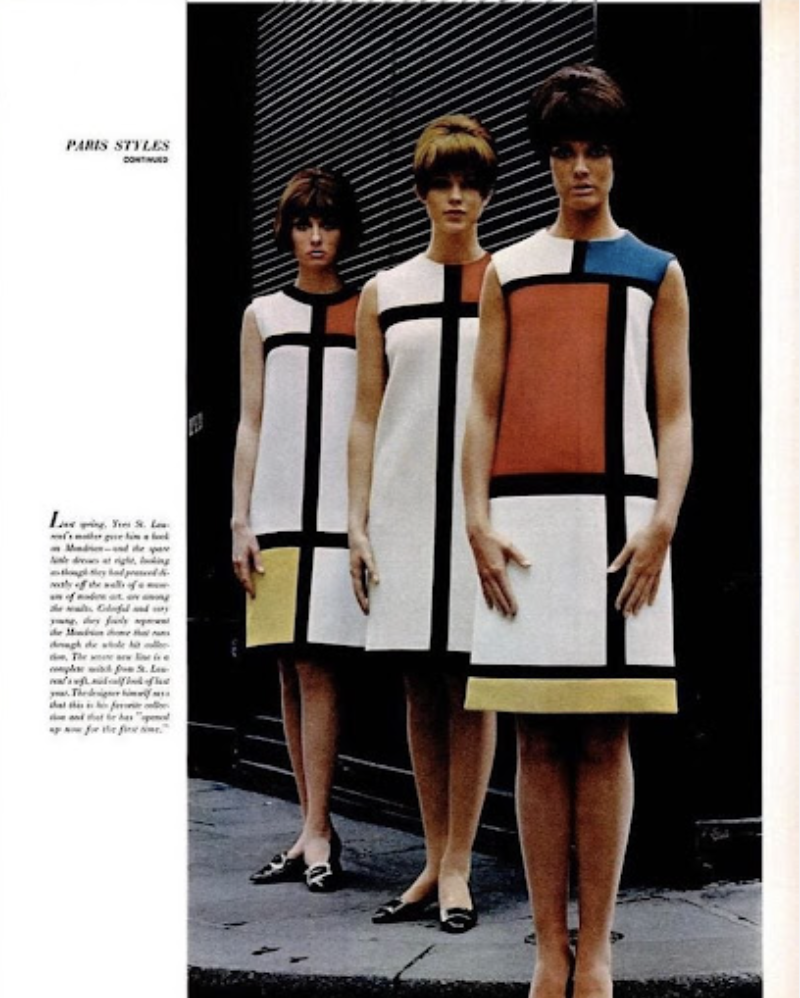 PARIS STYLES
CONTINUED
Last spring, Yves St. Lau-
rent's mother gave him a book
on Mondrian—and the spare
little dresses at right, looking
as though they had pranced di-
rectly off the walls of a muse-
um of modern art, are among
the results. Colorful and very
young, they fairly represent
the Mondrian theme that runs
through the whole hit collec-
tion. The severe new line is a
complete switch from St. Lau-
rent's soft, mid-calf look of last
year. The designer himself says
that this is his favorite collec-
tion and that he has "opened
up now for the first time."